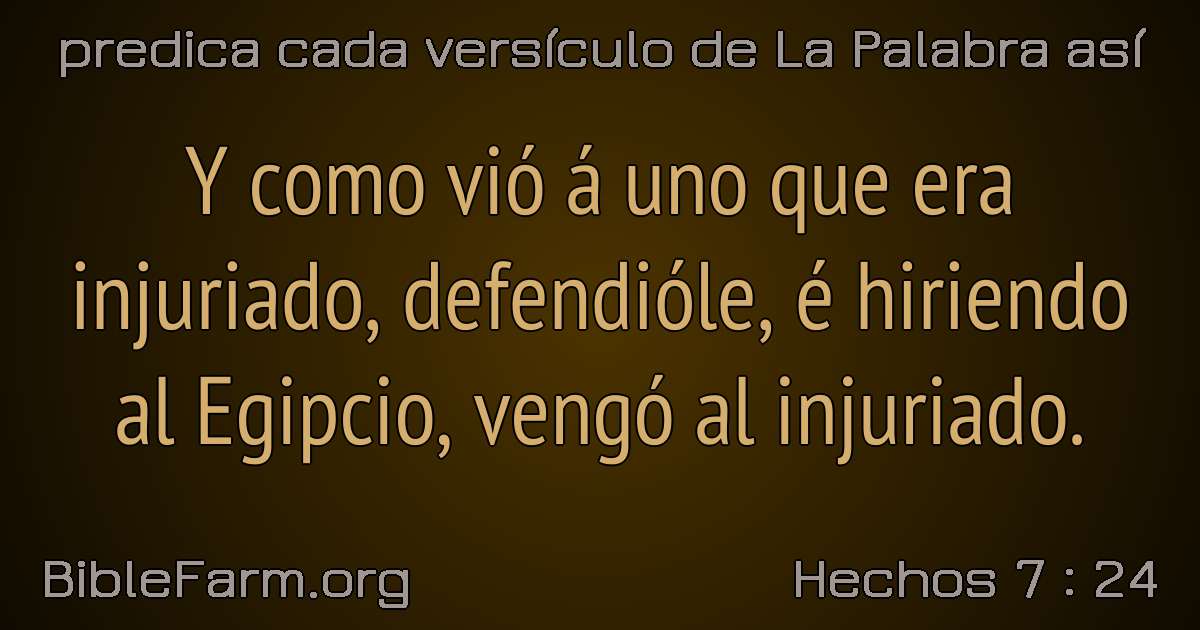 predica cada versículo de La Palabra así
Y como vió á uno que era
injuriado, defendióle, é hiriendo
al Egipcio, vengó al injuriado.
BibleFarm.org
Hechos 7 : 24